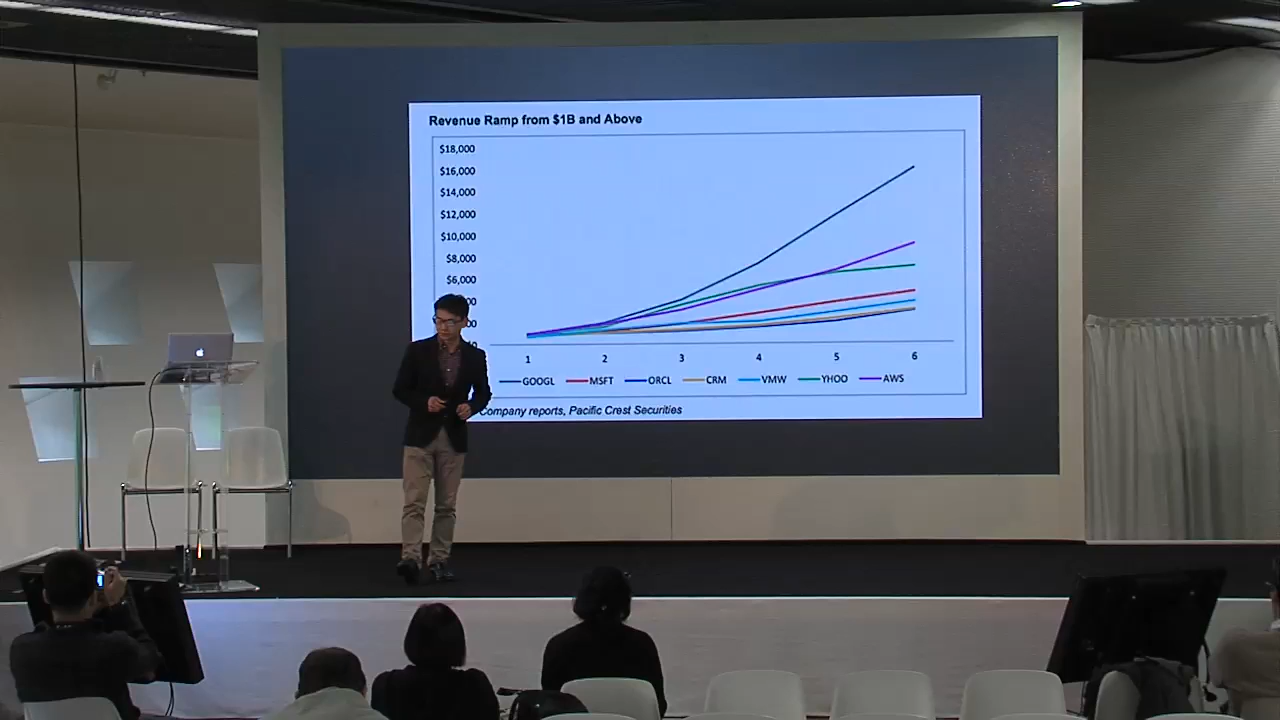 Revenue Ramp from $1B and Above
$18,000
$16,000
$14,000
$12,000
$10,000
$8,000
$6,000
1 2 3 4 5 6
GOOGL MSFT ORCL CRM VMW YHOO AWS
Company reports, Pacific Crest Securities